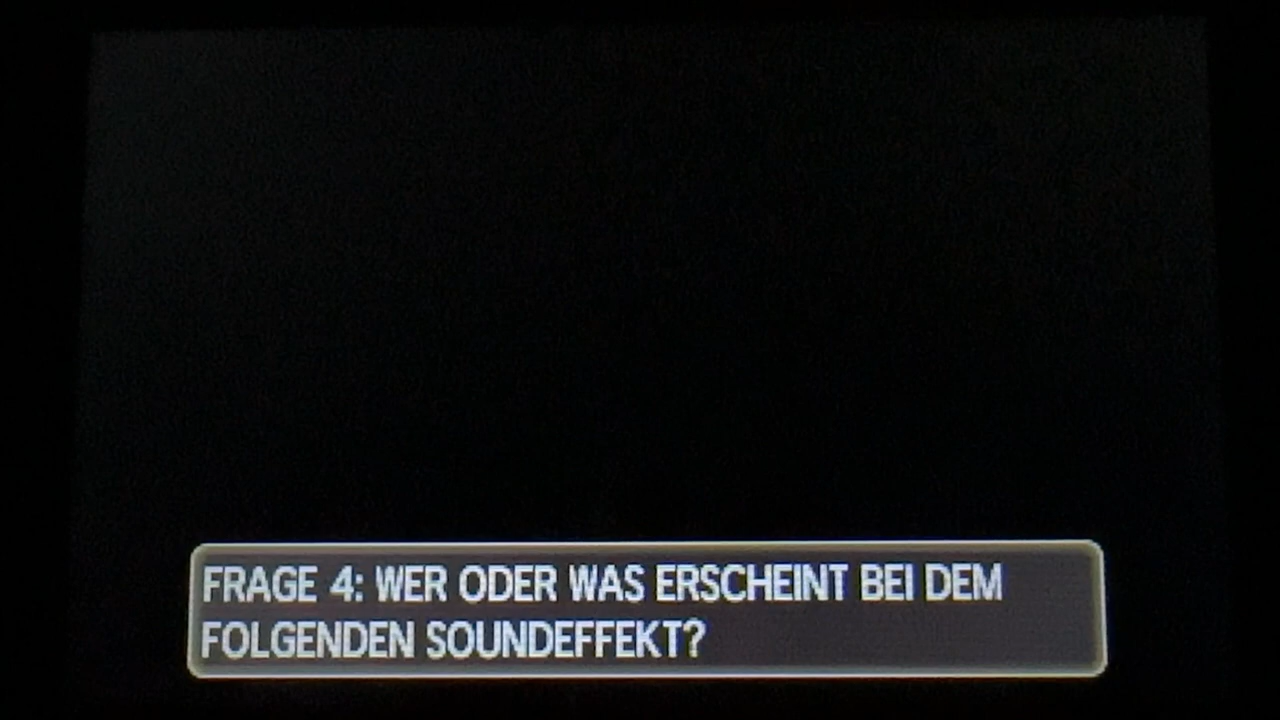 FRAGE 4: WER ODER WAS ERSCHEINT BEI DEM
FOLGENDEN SOUNDEFFEKT?